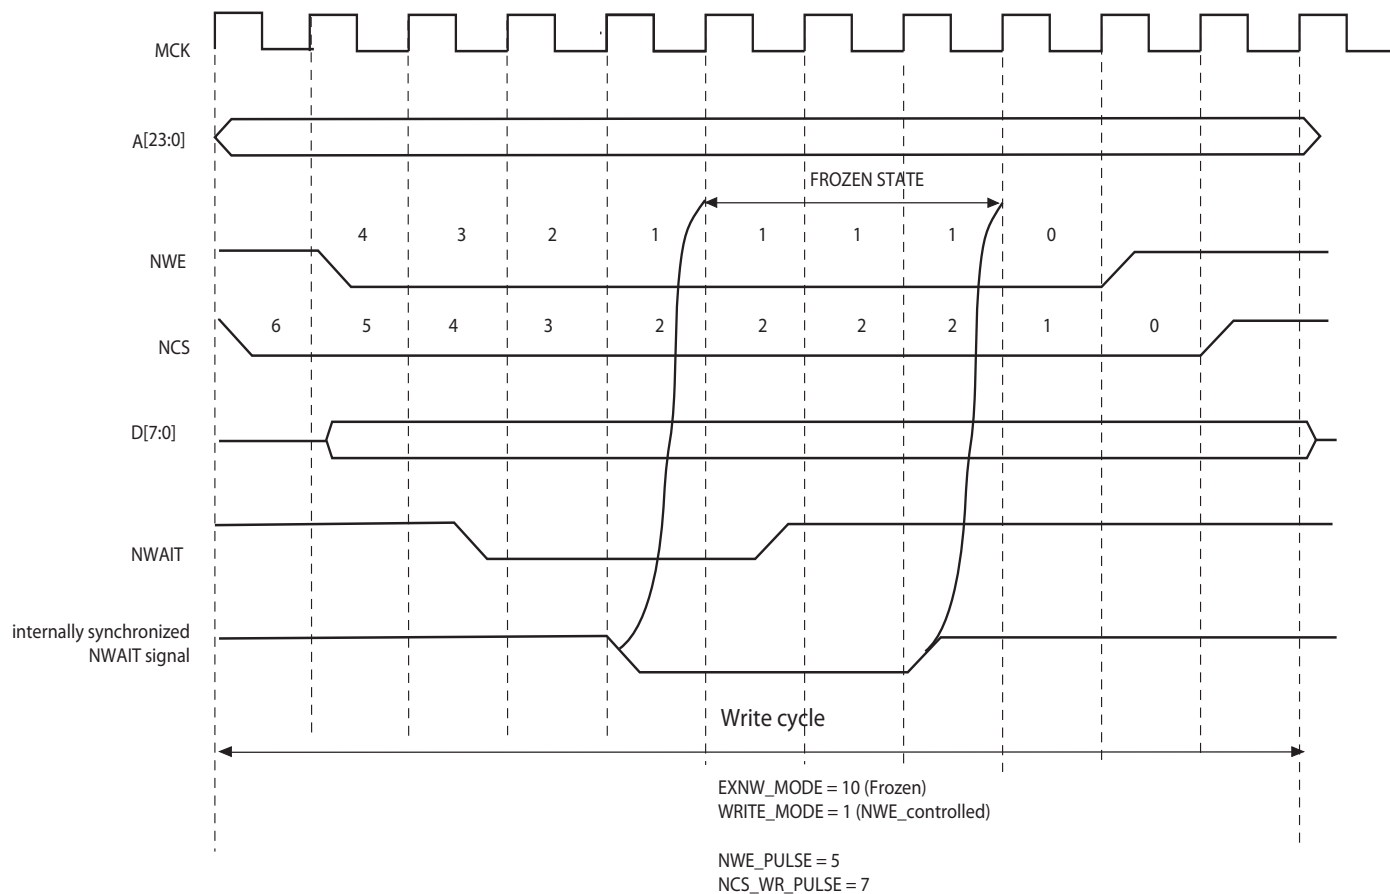 MCK
A[23:0]
FROZEN STATE
4 3 2 1 1 1 1 0
NWE
6 5 4 3 2 2 2 2 1 0
NCS
D[7:0]
NWAIT
internally synchronized
NWAIT signal
Write cycle
EXNW_MODE = 10 (Frozen)
WRITE_MODE = 1 (NWE_controlled)
NWE_PULSE = 5
NCS_WR_PULSE = 7